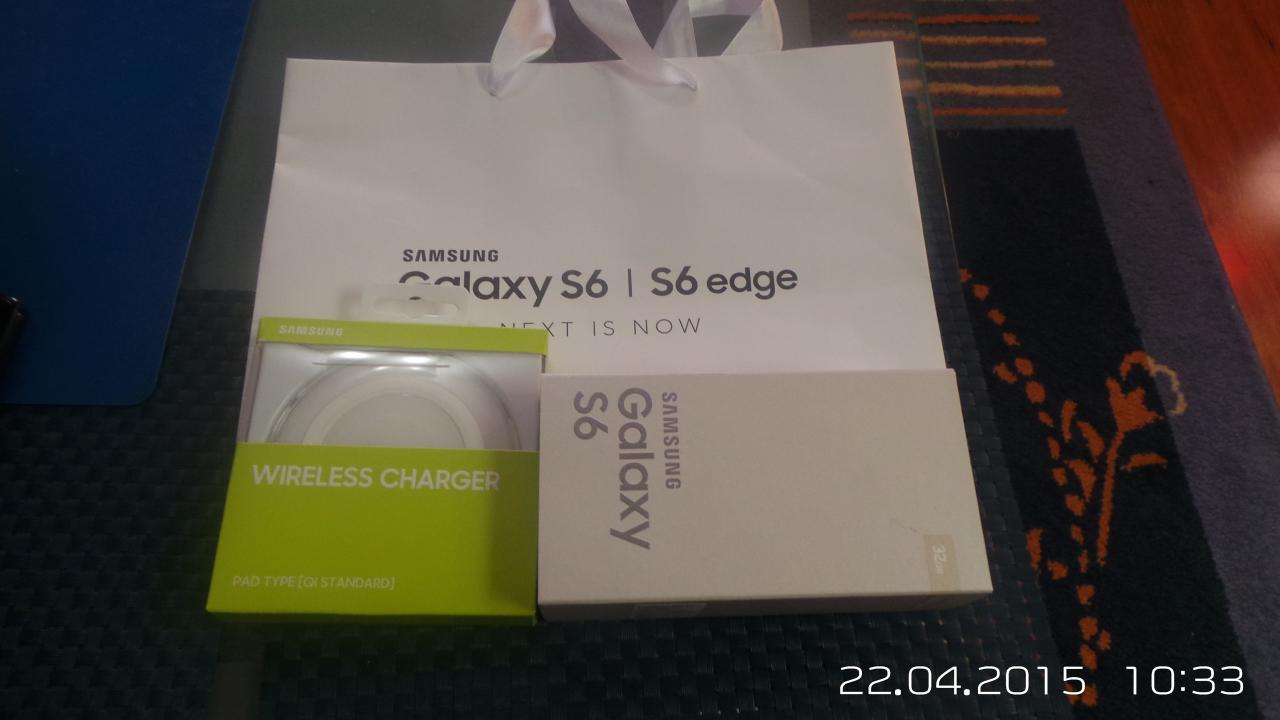 SAMSUNG
Galaxy S6 | S6 edge
NEXT IS NOW
SAMSUNG
WIRELESS CHARGER
PAD TYPE [QI STANDARD]
SAMSUNG
Galaxy
S6
32GB
22.04.2015 10:33